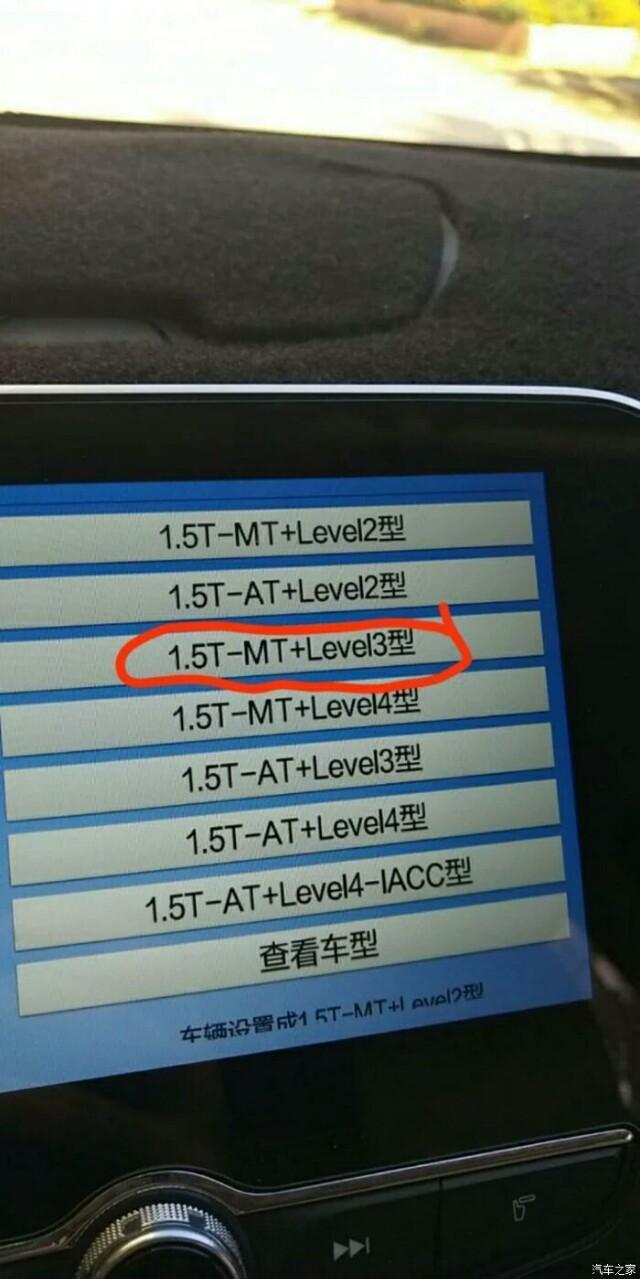 1.5T-MT+Level2型
1.5T-AT+Level2型
1.5T-MT+Level3型
1.5T-MT+Level4型
1.5T-AT+Level3型
1.5T-AT+Level4型
1.5T-AT+Level4-IACC型
查看车型
车辆设置成1.5T-MT+Level2型
汽车之家